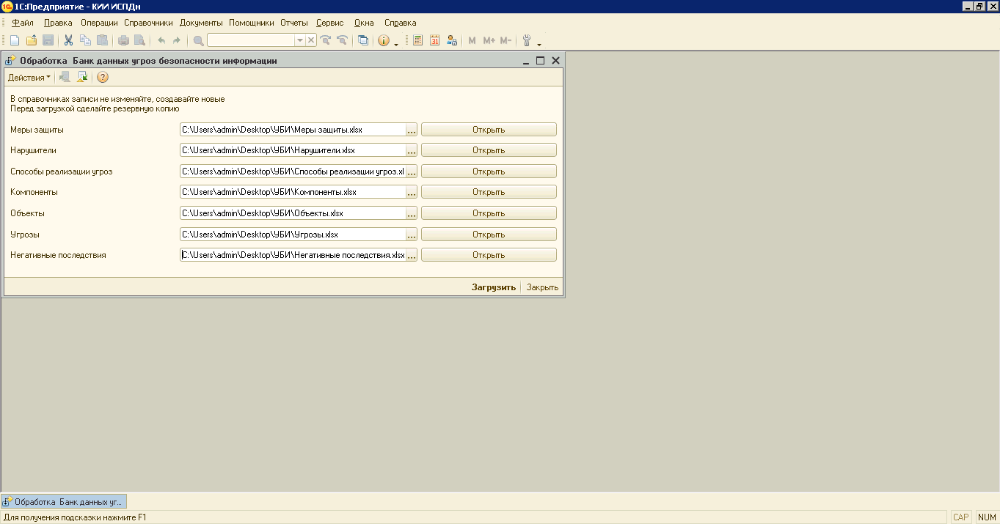 1С:Предприятие - КИИ ИСПДн
Файл Правка Операции Справочники Документы Помощники Отчеты Сервис Окна Справка
31 M M+ M-
Обработка Банк данных угроз безопасности информации
Действия
В справочниках записи не изменяйте, создавайте новые
Перед загрузкой сделайте резервную копию
Меры защиты C:\Users\admin\Desktop\УБИ\Меры защиты.xlsx ... Открыть
Нарушители C:\Users\admin\Desktop\УБИ\Нарушители.xlsx ... Открыть
Способы реализации угроз C:\Users\admin\Desktop\УБИ\Способы реализации угроз.xl ... Открыть
Компоненты C:\Users\admin\Desktop\УБИ\Компоненты.xlsx ... Открыть
Объекты C:\Users\admin\Desktop\УБИ\Объекты.xlsx ... Открыть
Угрозы C:\Users\admin\Desktop\УБИ\Угрозы.xlsx ... Открыть
Негативные последствия C:\Users\admin\Desktop\УБИ\Негативные последствия.xlsx ... Открыть
Загрузить Закрыть
Обработка Банк данных уг...
Для получения подсказки нажмите F1 CAP NUM